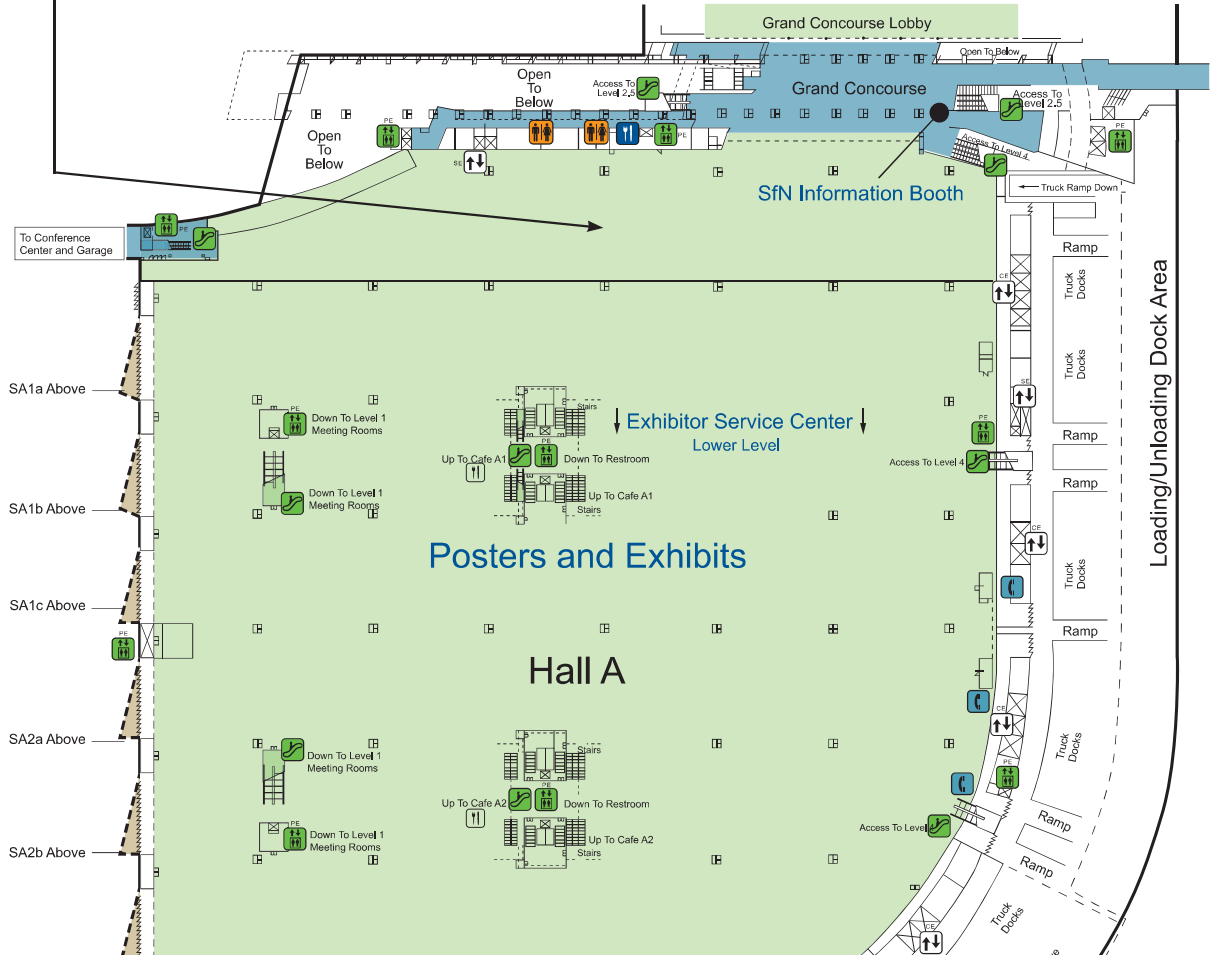 Grand Concourse Lobby
Open To Below
Open
To
Below
Access To
Level 2.5
Grand Concourse
Access To
Level 2.5
PE
PE
PE
Open
To
Below
SE
Access To Level 4
SfN Information Booth
Truck Ramp Down
PE
To Conference
Center and Garage
Ramp
CE
Truck
Docks
Loading/Unloading Dock Area
SA1a Above
Truck
Docks
SE
PE
Down To Level 1
Meeting Rooms
Stairs
Exhibitor Service Center
Lower Level
PE
Ramp
PE
Up To Cafe A1
Down To Restroom
Access To Level 4
Ramp
Down To Level 1
Meeting Rooms
Up To Cafe A1
Stairs
SA1b Above
CE
Posters and Exhibits
Truck
Docks
SA1c Above
PE
Ramp
Hall A
SA2a Above
CE
Down To Level 1
Meeting Rooms
Stairs
Truck
Docks
PE
PE
Up To Cafe A2
Down To Restroom
PE
Down To Level 1
Meeting Rooms
Up To Cafe A2
Stairs
Access To Level
Ramp
SA2b Above
Ramp
Truck
Docks
CE